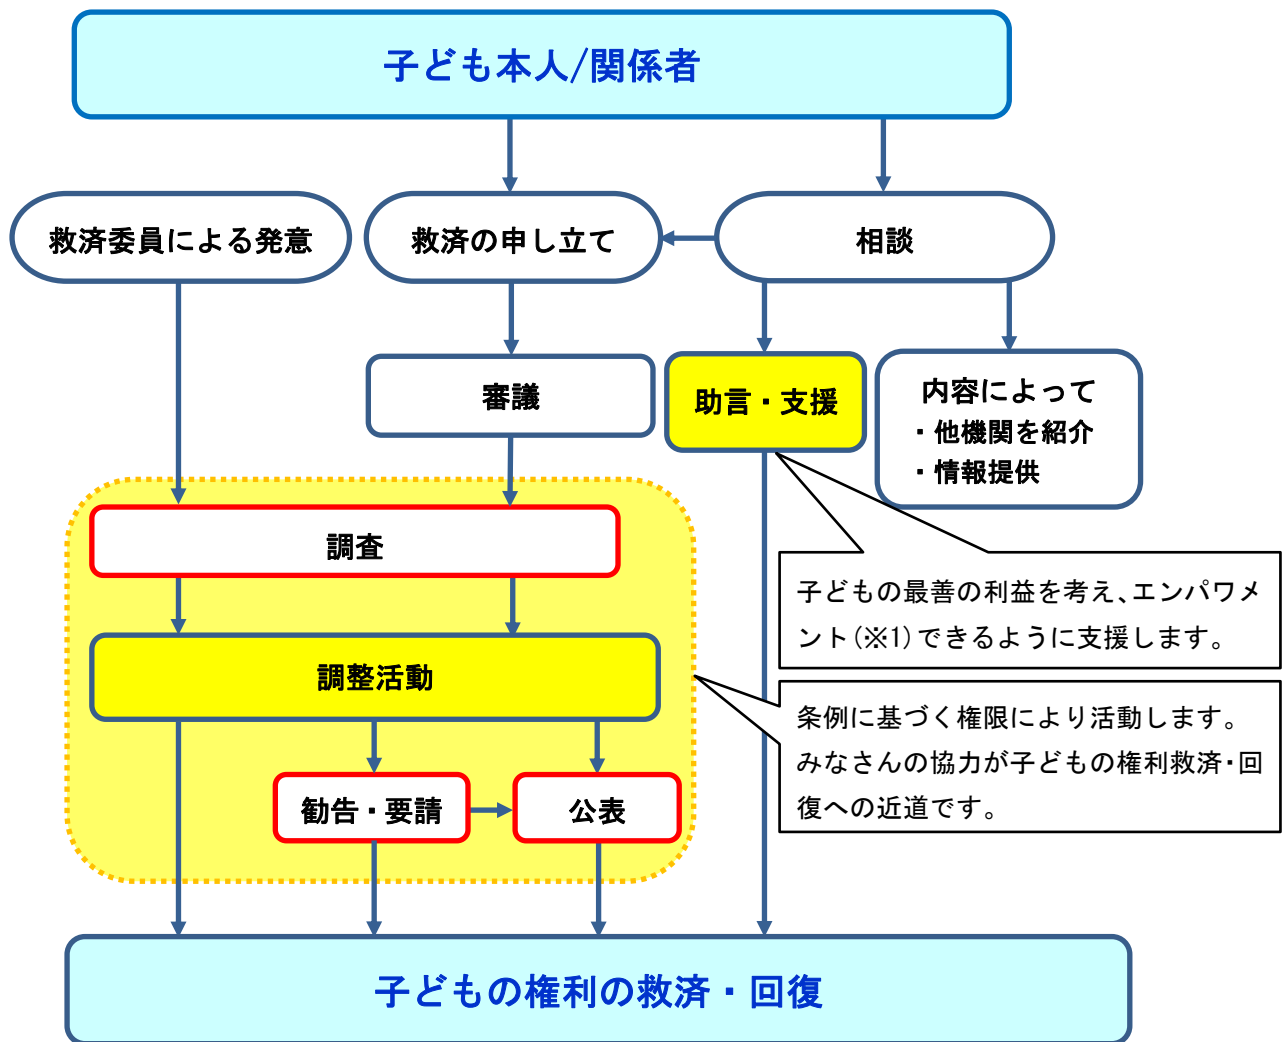 子ども本人/関係者
救済委員による発意
救済の申し立て
相談
審議
助言・支援
内容によって
・他機関を紹介
・情報提供
調査
子どもの最善の利益を考え、エンパワメ
ント(※1)できるように支援します。
調整活動
条例に基づく権限により活動します。
みなさんの協力が子どもの権利救済・回
復への近道です。
勧告・要請
公表
子どもの権利の救済・回復